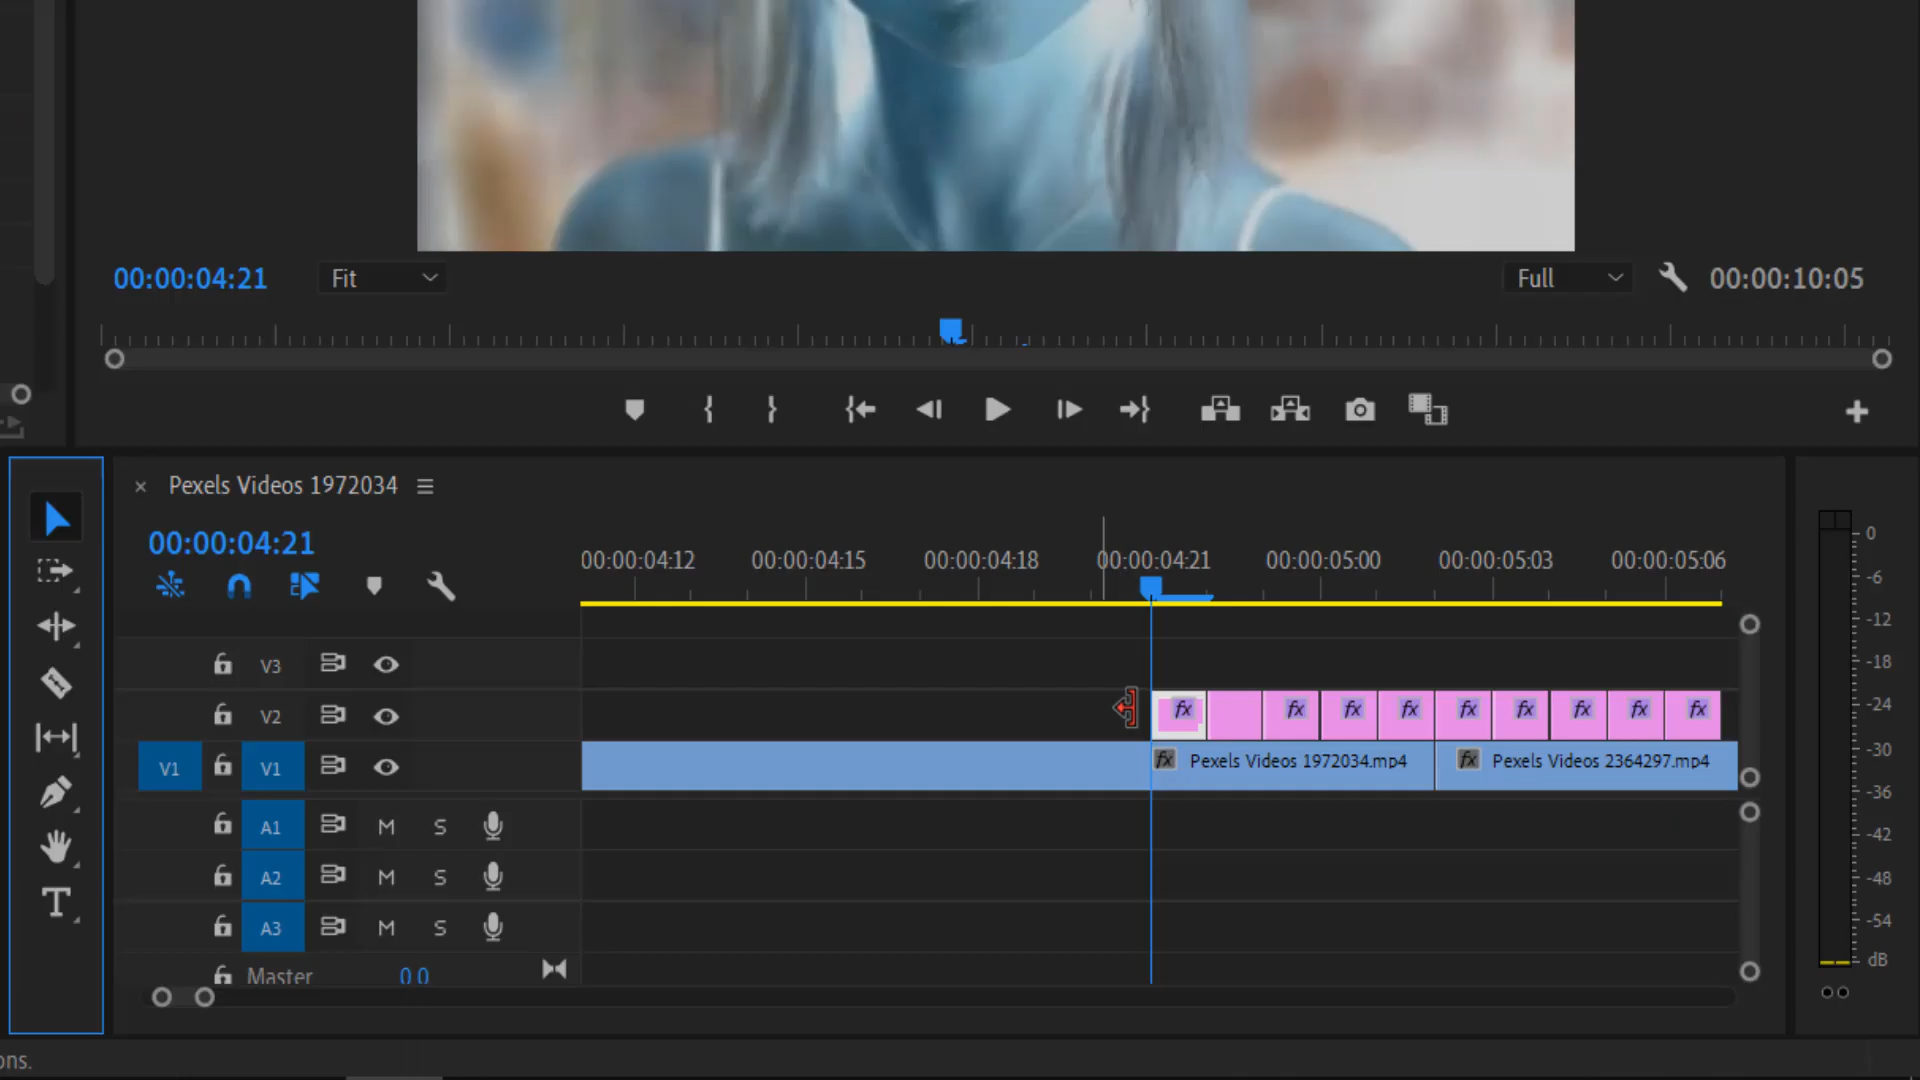 00:00:04:21 Fit Full 00:00:10:05
× Pexels Videos 1972034
00:00:04:21
00:00:04:12 00:00:04:15 00:00:04:18 00:00:04:21 00:00:05:00 00:00:05:03 00:00:05:06
V3
V2 fx fx fx fx fx fx fx fx fx
V1 V1 fx Pexels Videos 1972034.mp4 fx Pexels Videos 2364297.mp4
A1 M S
A2 M S
A3 M S
Master 0 0
0
-6
-12
-18
-24
-30
-36
-42
-48
-54
dB
ons.